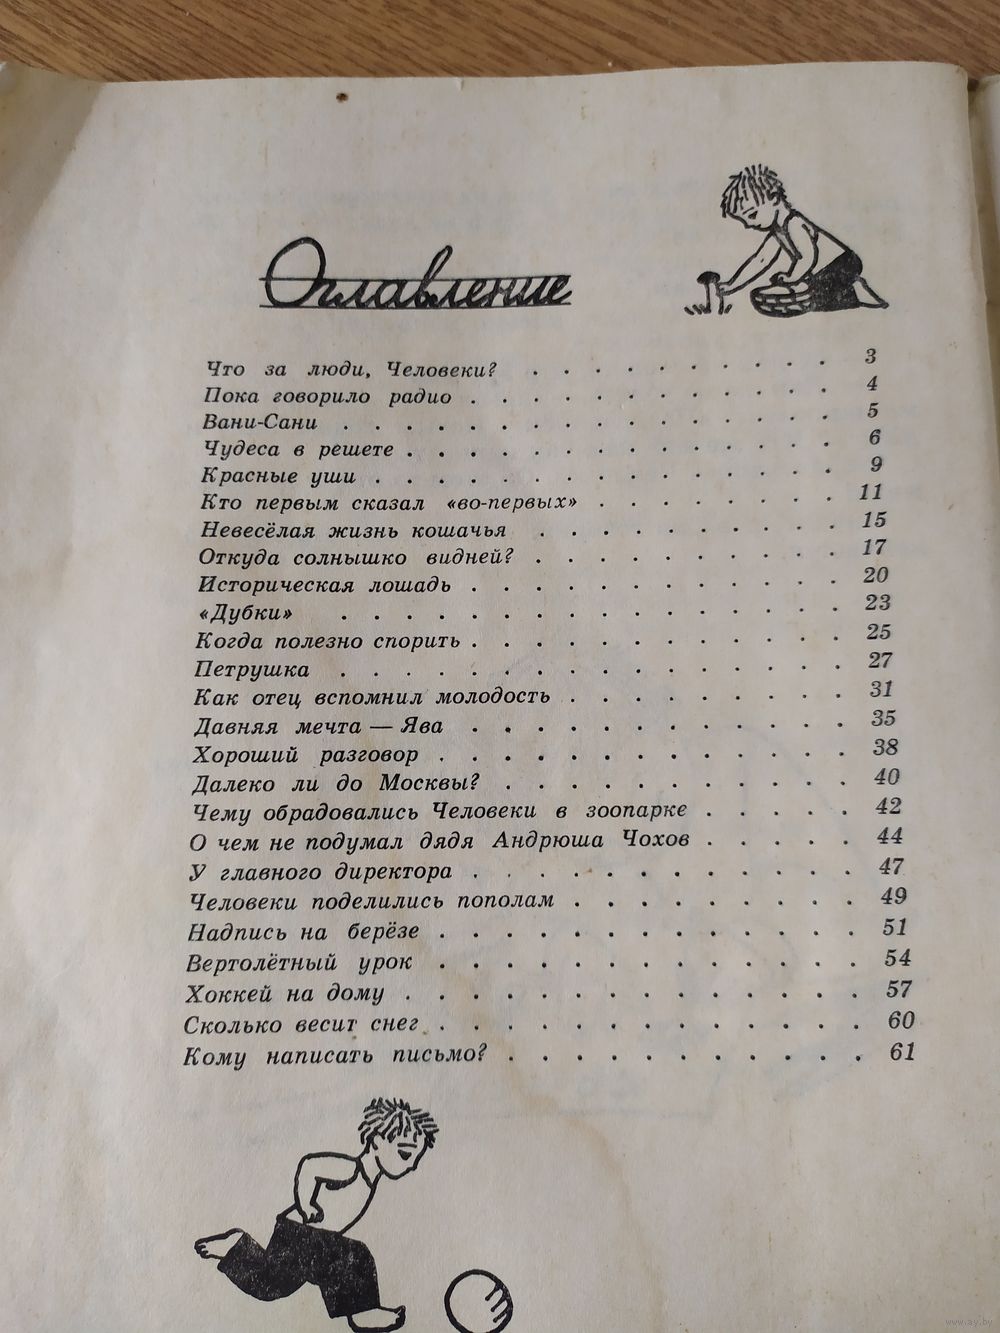 Оглавление
Что за люди, Человеки? . . . . . . . . . . 3
Пока говорило радио . . . . . . . . . . . . 4
Вани-Сани . . . . . . . . . . . . . . . 5
Чудеса в решете . . . . . . . . . . . . . 6
Красные уши . . . . . . . . . . . . . . 9
Кто первым сказал «во-первых» . . . . . . . . 11
Невесёлая жизнь кошачья . . . . . . . . . . 15
Откуда солнышко видней? . . . . . . . . . . 17
Историческая лошадь . . . . . . . . . . . . 20
«Дубки» . . . . . . . . . . . . . . . 23
Когда полезно спорить . . . . . . . . . . . . 25
Петрушка . . . . . . . . . . . . . . . 27
Как отец вспомнил молодость . . . . . . . . . 31
Давняя мечта — Ява . . . . . . . . . . . . 35
Хороший разговор . . . . . . . . . . . . . 38
Далеко ли до Москвы? . . . . . . . . . . . 40
Чему обрадовались Человеки в зоопарке . . . . . 42
О чем не подумал дядя Андрюша Чохов . . . . . 44
У главного директора . . . . . . . . . . . . 47
Человеки поделились пополам . . . . . . . . . 49
Надпись на берёзе . . . . . . . . . . . . . 51
Вертолётный урок . . . . . . . . . . . . . 54
Хоккей на дому . . . . . . . . . . . . . . 57
Сколько весит снег . . . . . . . . . . . . . 60
Кому написать письмо? . . . . . . . . . . . 61
www.ay.by